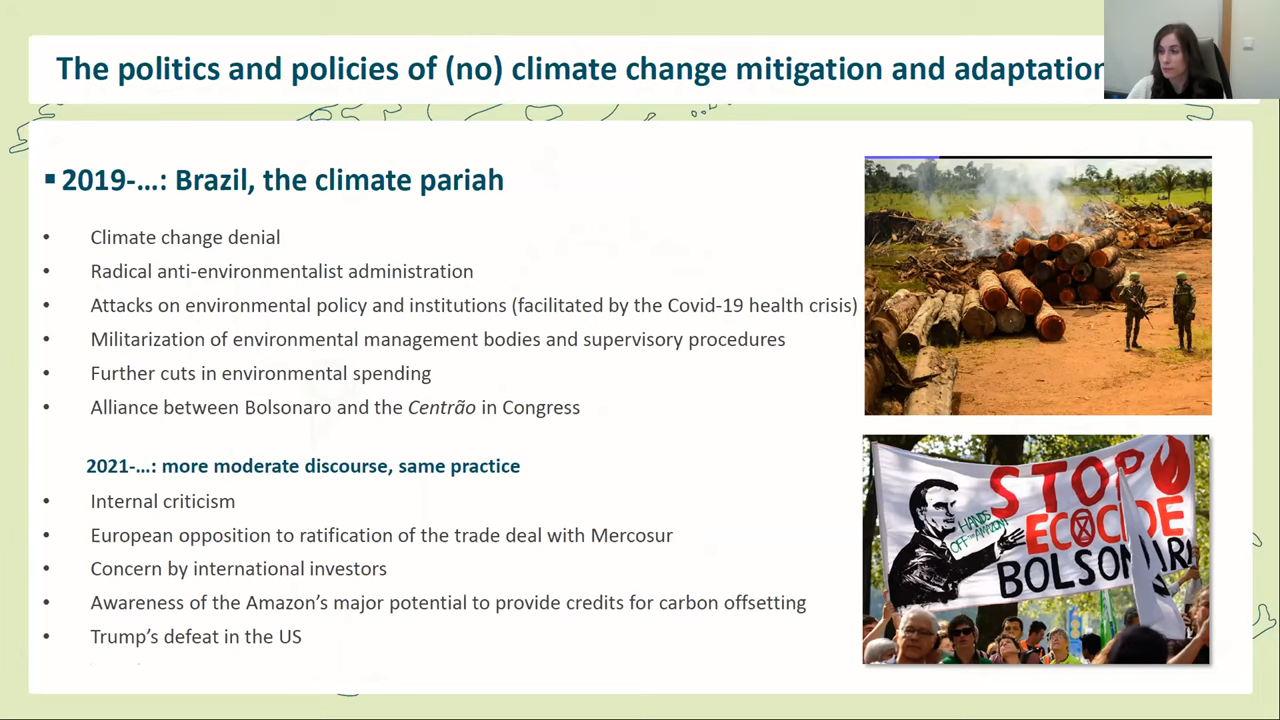 The politics and policies of (no) climate change mitigation and adaptation
▪ 2019-…: Brazil, the climate pariah
• Climate change denial
• Radical anti-environmentalist administration
• Attacks on environmental policy and institutions (facilitated by the Covid-19 health crisis)
• Militarization of environmental management bodies and supervisory procedures
• Further cuts in environmental spending
• Alliance between Bolsonaro and the Centrão in Congress
2021-…: more moderate discourse, same practice
• Internal criticism
• European opposition to ratification of the trade deal with Mercosur
• Concern by international investors
• Awareness of the Amazon’s major potential to provide credits for carbon offsetting
• Trump’s defeat in the US
STOP
HANDS
OFF THE AMAZON!